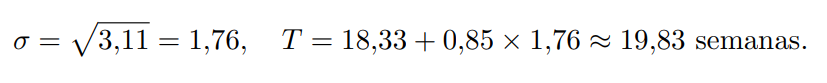 σ = √3,11 = 1,76, T = 18,33 + 0,85 × 1,76 ≈ 19,83 semanas.